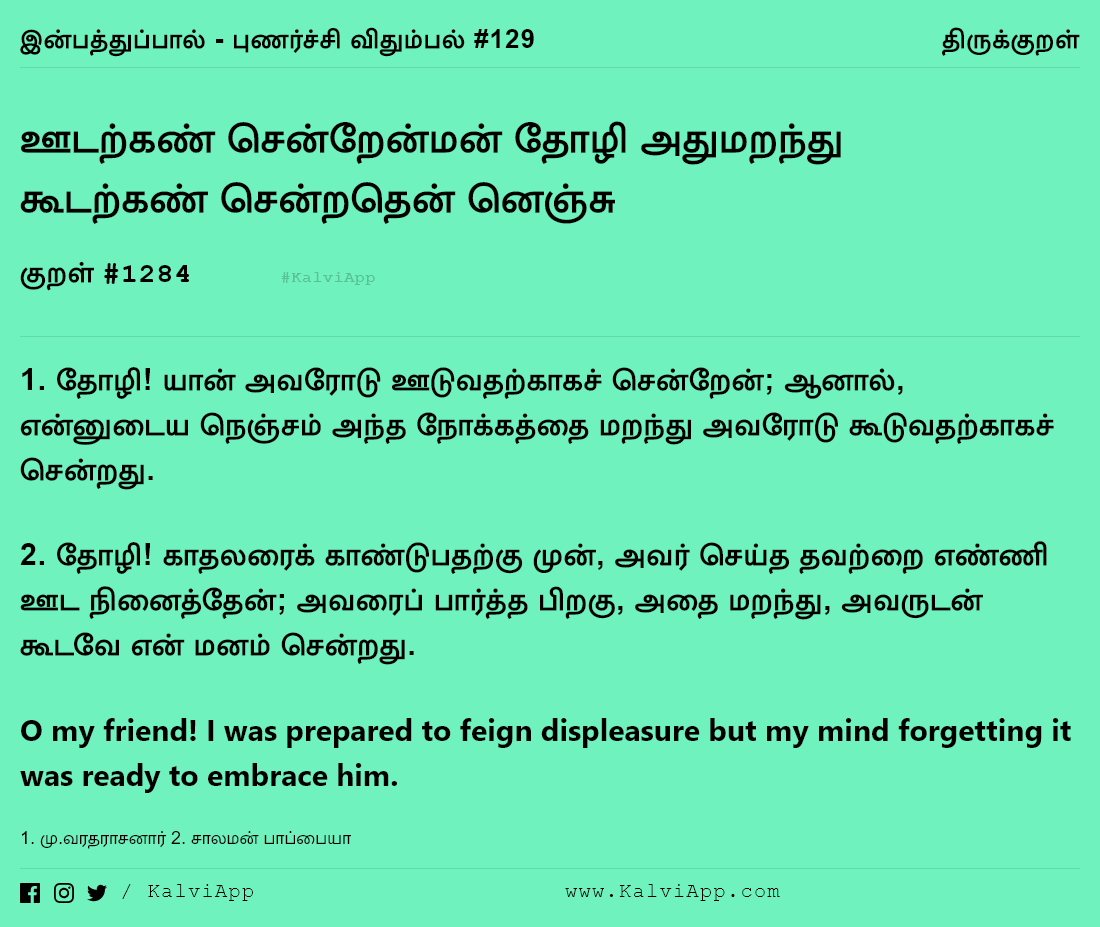 இன்பத்துப்பால் - புணர்ச்சி விதும்பல் #129 திருக்குறள்
ஊடற்கண் சென்றேன்மன் தோழி அதுமறந்து
கூடற்கண் சென்றதென் னெஞ்சு
குறள் #1284 #KalviApp
1. தோழி! யான் அவரோடு ஊடுவதற்காகச் சென்றேன்; ஆனால்,
என்னுடைய நெஞ்சம் அந்த நோக்கத்தை மறந்து அவரோடு கூடுவதற்காகச்
சென்றது.
2. தோழி! காதலரைக் காண்டுபதற்கு முன், அவர் செய்த தவற்றை எண்ணி
ஊட நினைத்தேன்; அவரைப் பார்த்த பிறகு, அதை மறந்து, அவருடன்
கூடவே என் மனம் சென்றது.
O my friend! I was prepared to feign displeasure but my mind forgetting it
was ready to embrace him.
1. மு.வரதராசனார் 2. சாலமன் பாப்பையா
/ KalviApp www.KalviApp.com